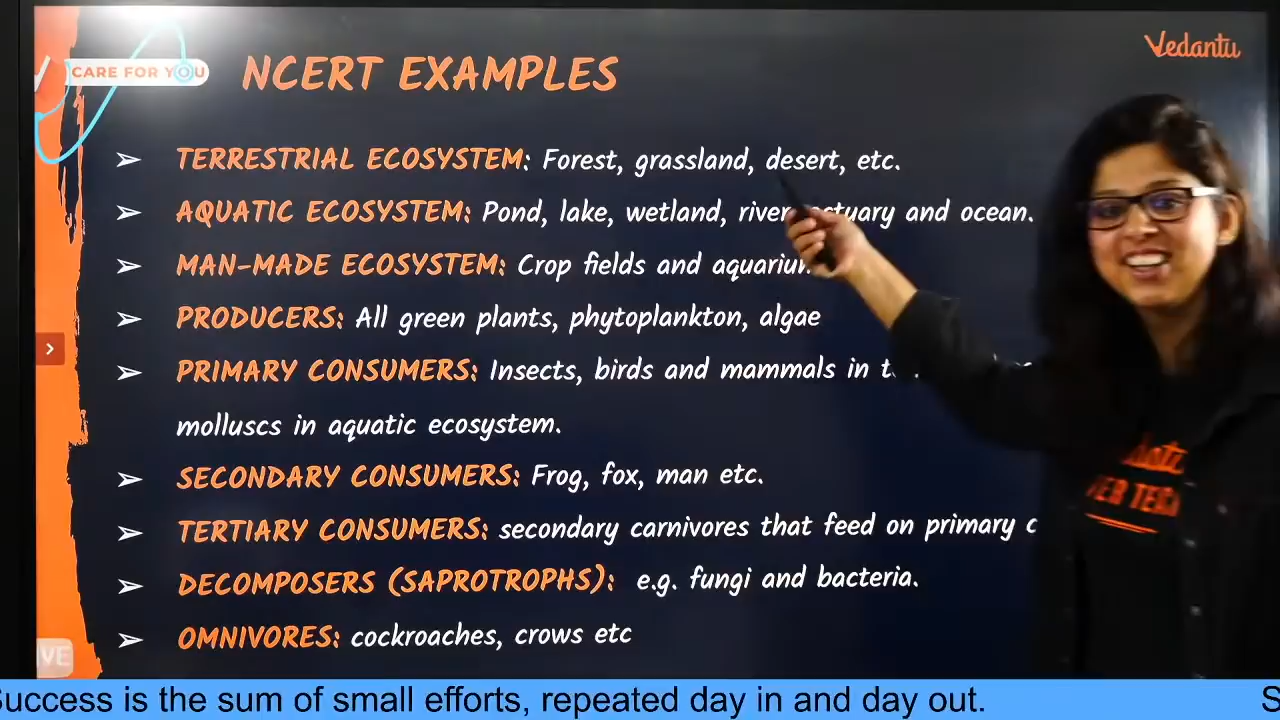 Vedantu
CARE FOR YOU
NCERT EXAMPLES
➢ TERRESTRIAL ECOSYSTEM: Forest, grassland, desert, etc.
➢ AQUATIC ECOSYSTEM: Pond, lake, wetland, river and ocean.
➢ MAN-MADE ECOSYSTEM: Crop fields and
➢ PRODUCERS: All green plants, phytoplankton, algae
➢ PRIMARY CONSUMERS: Insects, birds and mammals in
molluscs in aquatic ecosystem.
➢ SECONDARY CONSUMERS: Frog, fox, man etc.
➢ TERTIARY CONSUMERS: secondary carnivores that feed on primary
➢ DECOMPOSERS (SAPROTROPHS): e.g. fungi and bacteria.
➢ OMNIVORES: cockroaches, crows etc
Success is the sum of small efforts, repeated day in and day out.